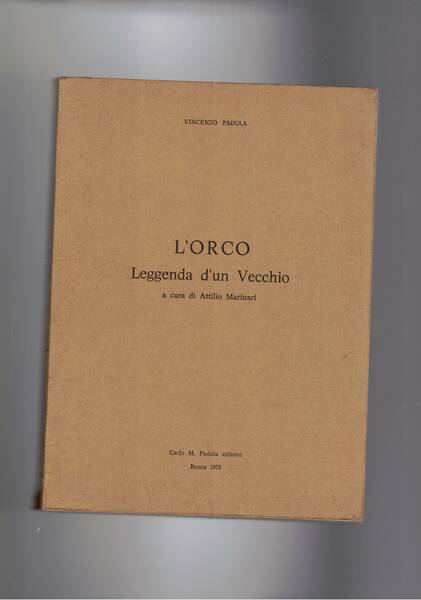 VINCENZO PADULA
L'ORCO
Leggenda d'un Vecchio
a cura di Attilio Marinari
Carlo M. Padula editore
Roma 1975